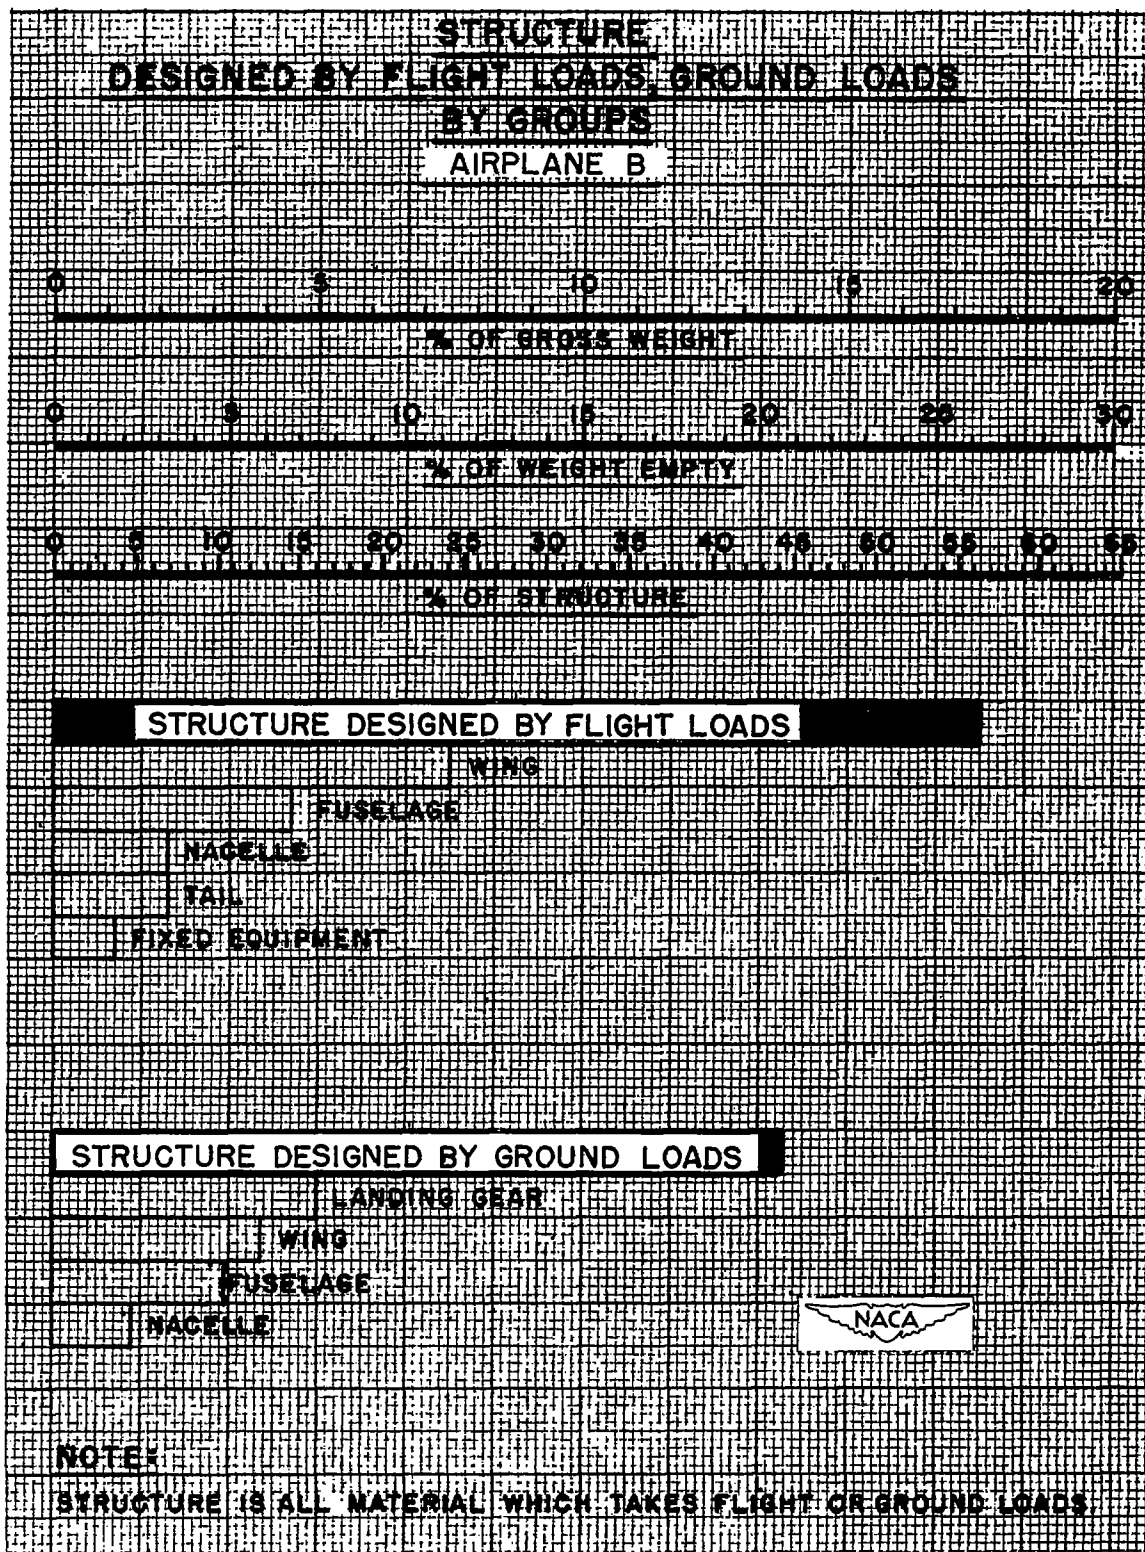 STRUCTURE
DESIGNED BY FLIGHT LOADS, GROUND LOADS
BY GROUPS
AIRPLANE B
0 5 10 15 20
% OF GROSS WEIGHT
0 5 10 15 20 25 30
% OF WEIGHT EMPTY
0 5 10 15 20 25 30 35 40 45 50 55 60 65
% OF STRUCTURE
STRUCTURE DESIGNED BY FLIGHT LOADS
WING
FUSELAGE
NACELLE
TAIL
FIXED EQUIPMENT
STRUCTURE DESIGNED BY GROUND LOADS
LANDING GEAR
WING
FUSELAGE
NACELLE
NACA
NOTE:
STRUCTURE IS ALL MATERIAL WHICH TAKES FLIGHT OR GROUND LOADS